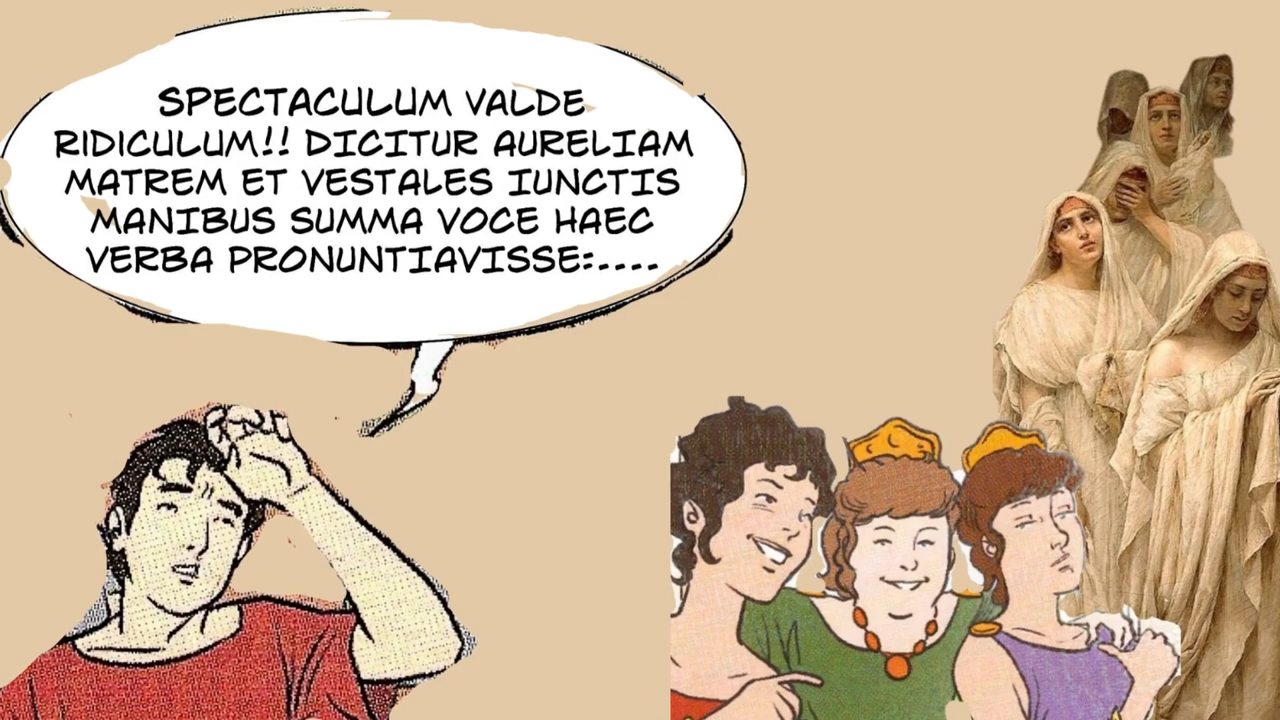 SPECTACULUM VALDE
RIDICULUM!! DICITUR AURELIAM
MATREM ET VESTALES IUNCTIS
MANIBUS SUMMA VOCE HAEC
VERBA PRONUNTIAVISSE:....